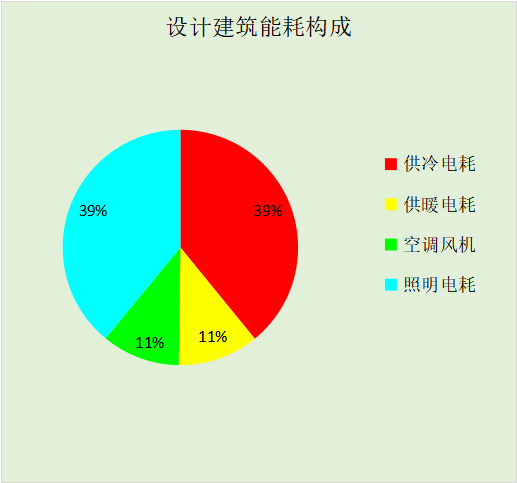 设计建筑能耗构成
供冷电耗
39%
39%
供暖电耗
空调风机
照明电耗
11%
11%